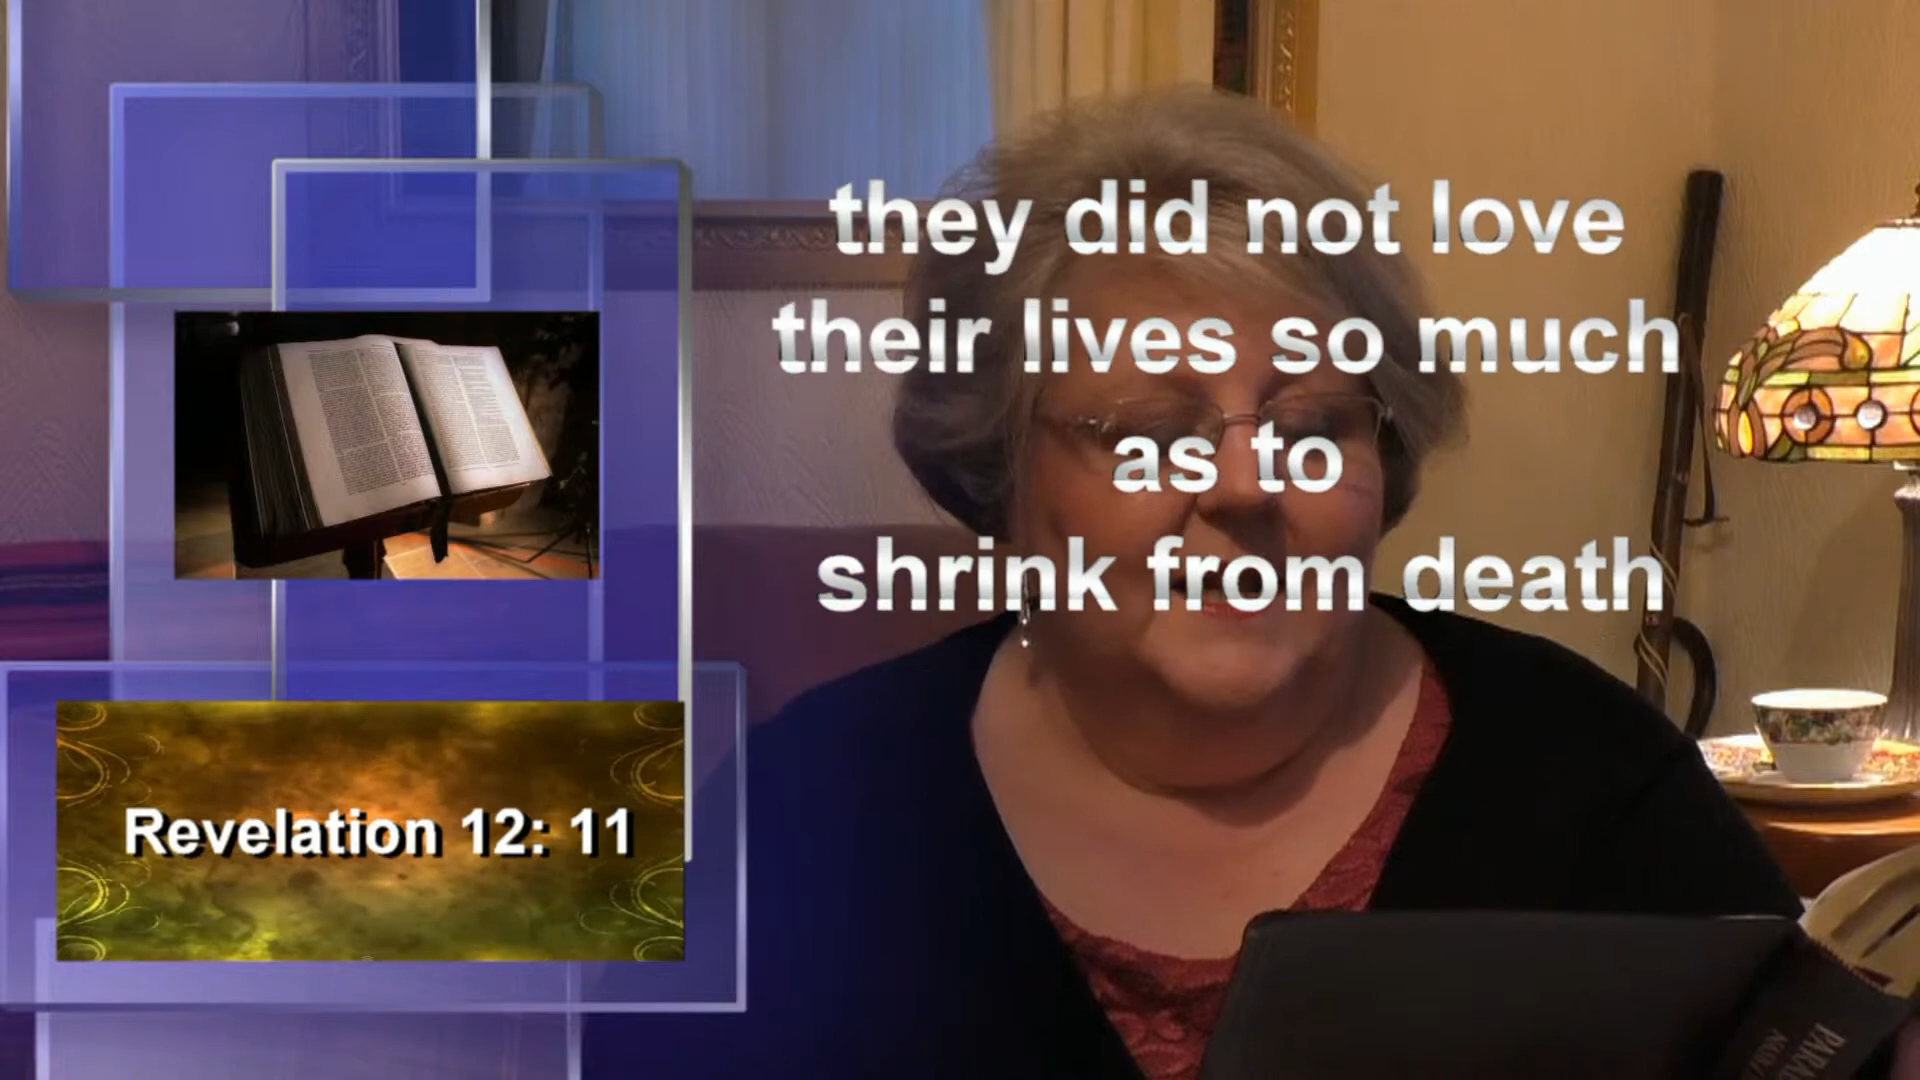 they did not love
their lives so much
as to
shrink from death
Revelation 12: 11